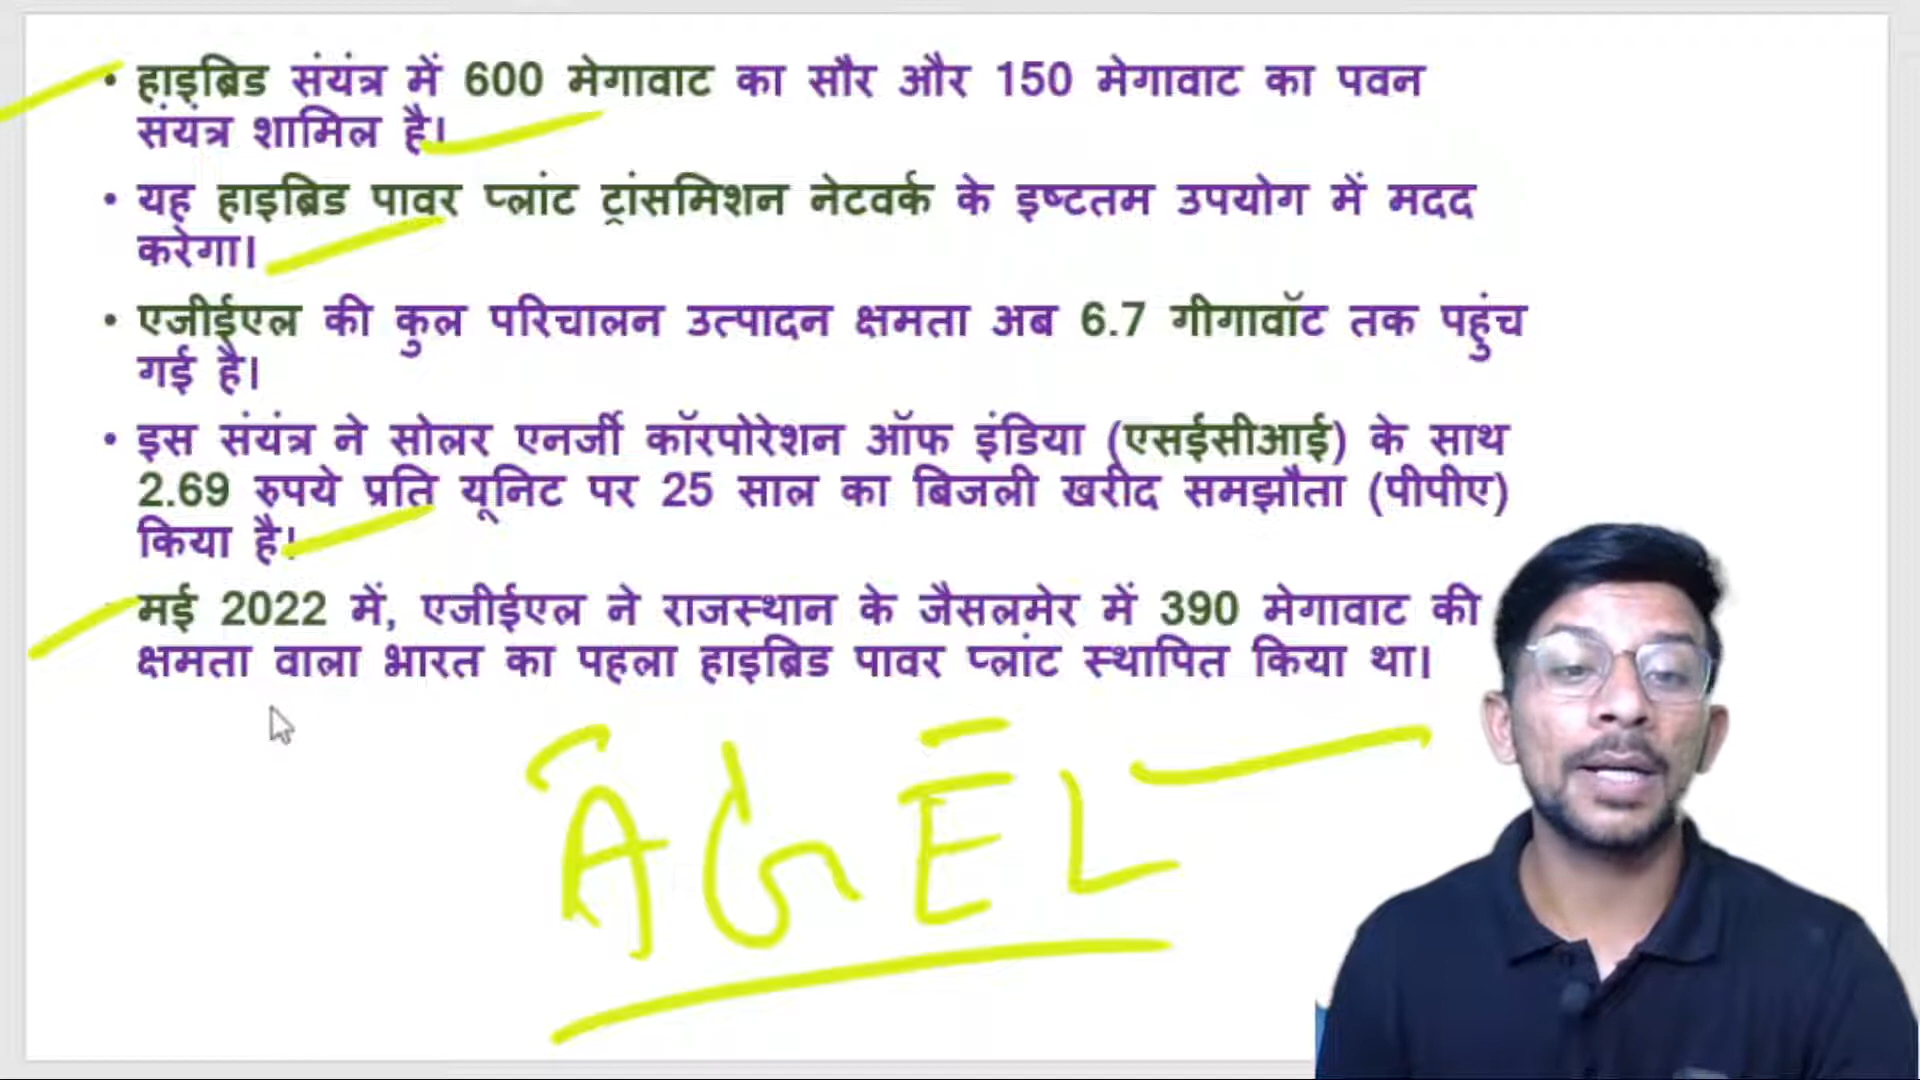 • हाइब्रिड संयंत्र में 600 मेगावाट का सौर और 150 मेगावाट का पवन
संयंत्र शामिल है।
• यह हाइब्रिड पावर प्लांट ट्रांसमिशन नेटवर्क के इष्टतम उपयोग में मदद
करेगा।
• एजीईएल की कुल परिचालन उत्पादन क्षमता अब 6.7 गीगावॉट तक पहुंच
गई है।
• इस संयंत्र ने सोलर एनर्जी कॉरपोरेशन ऑफ इंडिया (एसईसीआई) के साथ
2.69 रुपये प्रति यूनिट पर 25 साल का बिजली खरीद समझौता (पीपीए)
किया है।
मई 2022 में, एजीईएल ने राजस्थान के जैसलमेर में 390 मेगावाट की
क्षमता वाला भारत का पहला हाइब्रिड पावर प्लांट स्थापित किया था।
AGEL